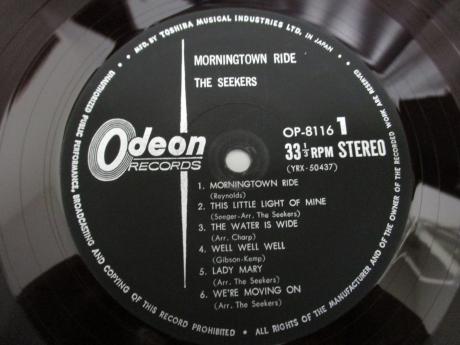 MORNINGTOWN RIDE
THE SEEKERS
Odeon
RECORDS
OP-8116 1
33 1/3 RPM STEREO
(YRX-50437)
1. MORNINGTOWN RIDE
(Reynolds)
2. THIS LITTLE LIGHT OF MINE
(Seeger-Arr. The Seekers)
3. THE WATER IS WIDE
(Arr. Charp)
4. WELL WELL WELL
(Gibson-Kemp)
5. LADY MARY
(Arr. The Seekers)
6. WE'RE MOVING ON
(Arr. The Seekers)
★ MFD. BY TOSHIBA MUSICAL INDUSTRIES LTD. IN JAPAN ★ ALL RIGHTS OF THE MANUFACTURER AND OF THE OWNER OF THE RECORDED WORK ARE RESERVED
★ UNAUTHORIZED PUBLIC PERFORMANCE, BROADCASTING AND COPYING OF THIS RECORD PROHIBITED